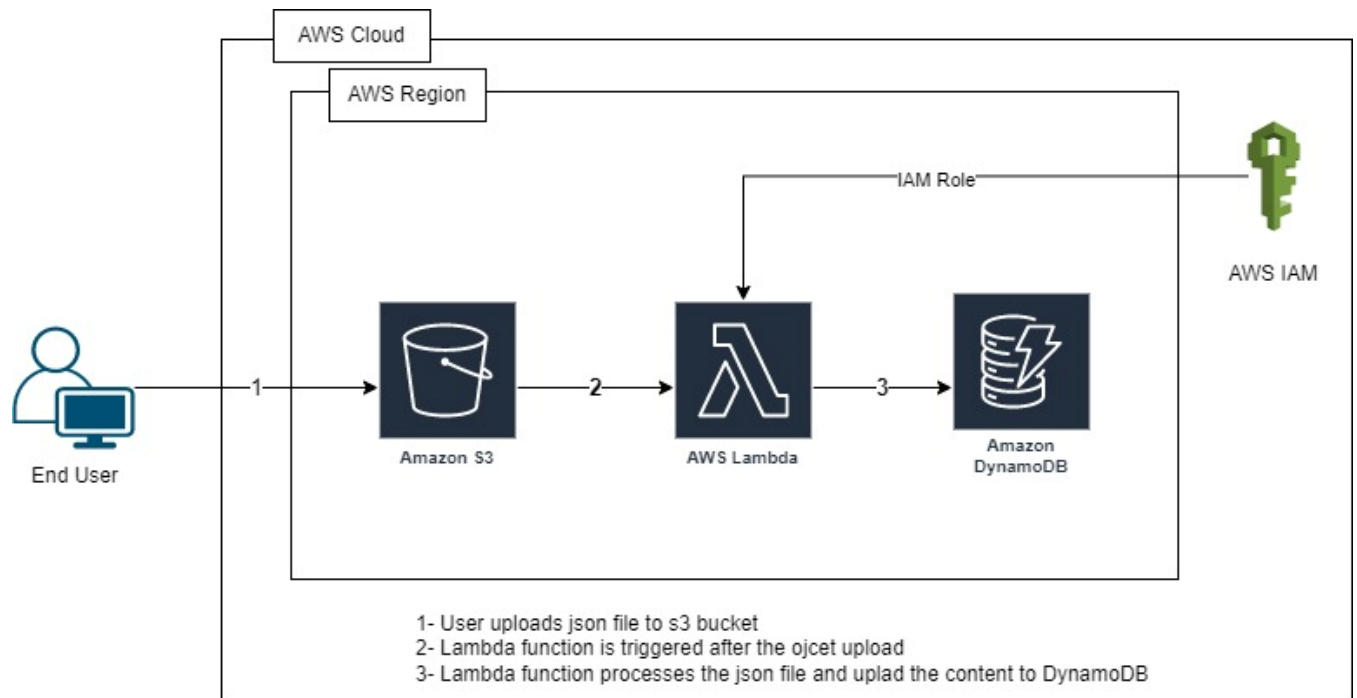 AWS Cloud
AWS Region
IAM Role
AWS IAM
1
2
3
End User
Amazon S3
AWS Lambda
Amazon
DynamoDB
1- User uploads json file to s3 bucket
2- Lambda function is triggered after the ojcet upload
3- Lambda function processes the json file and uplad the content to DynamoDB